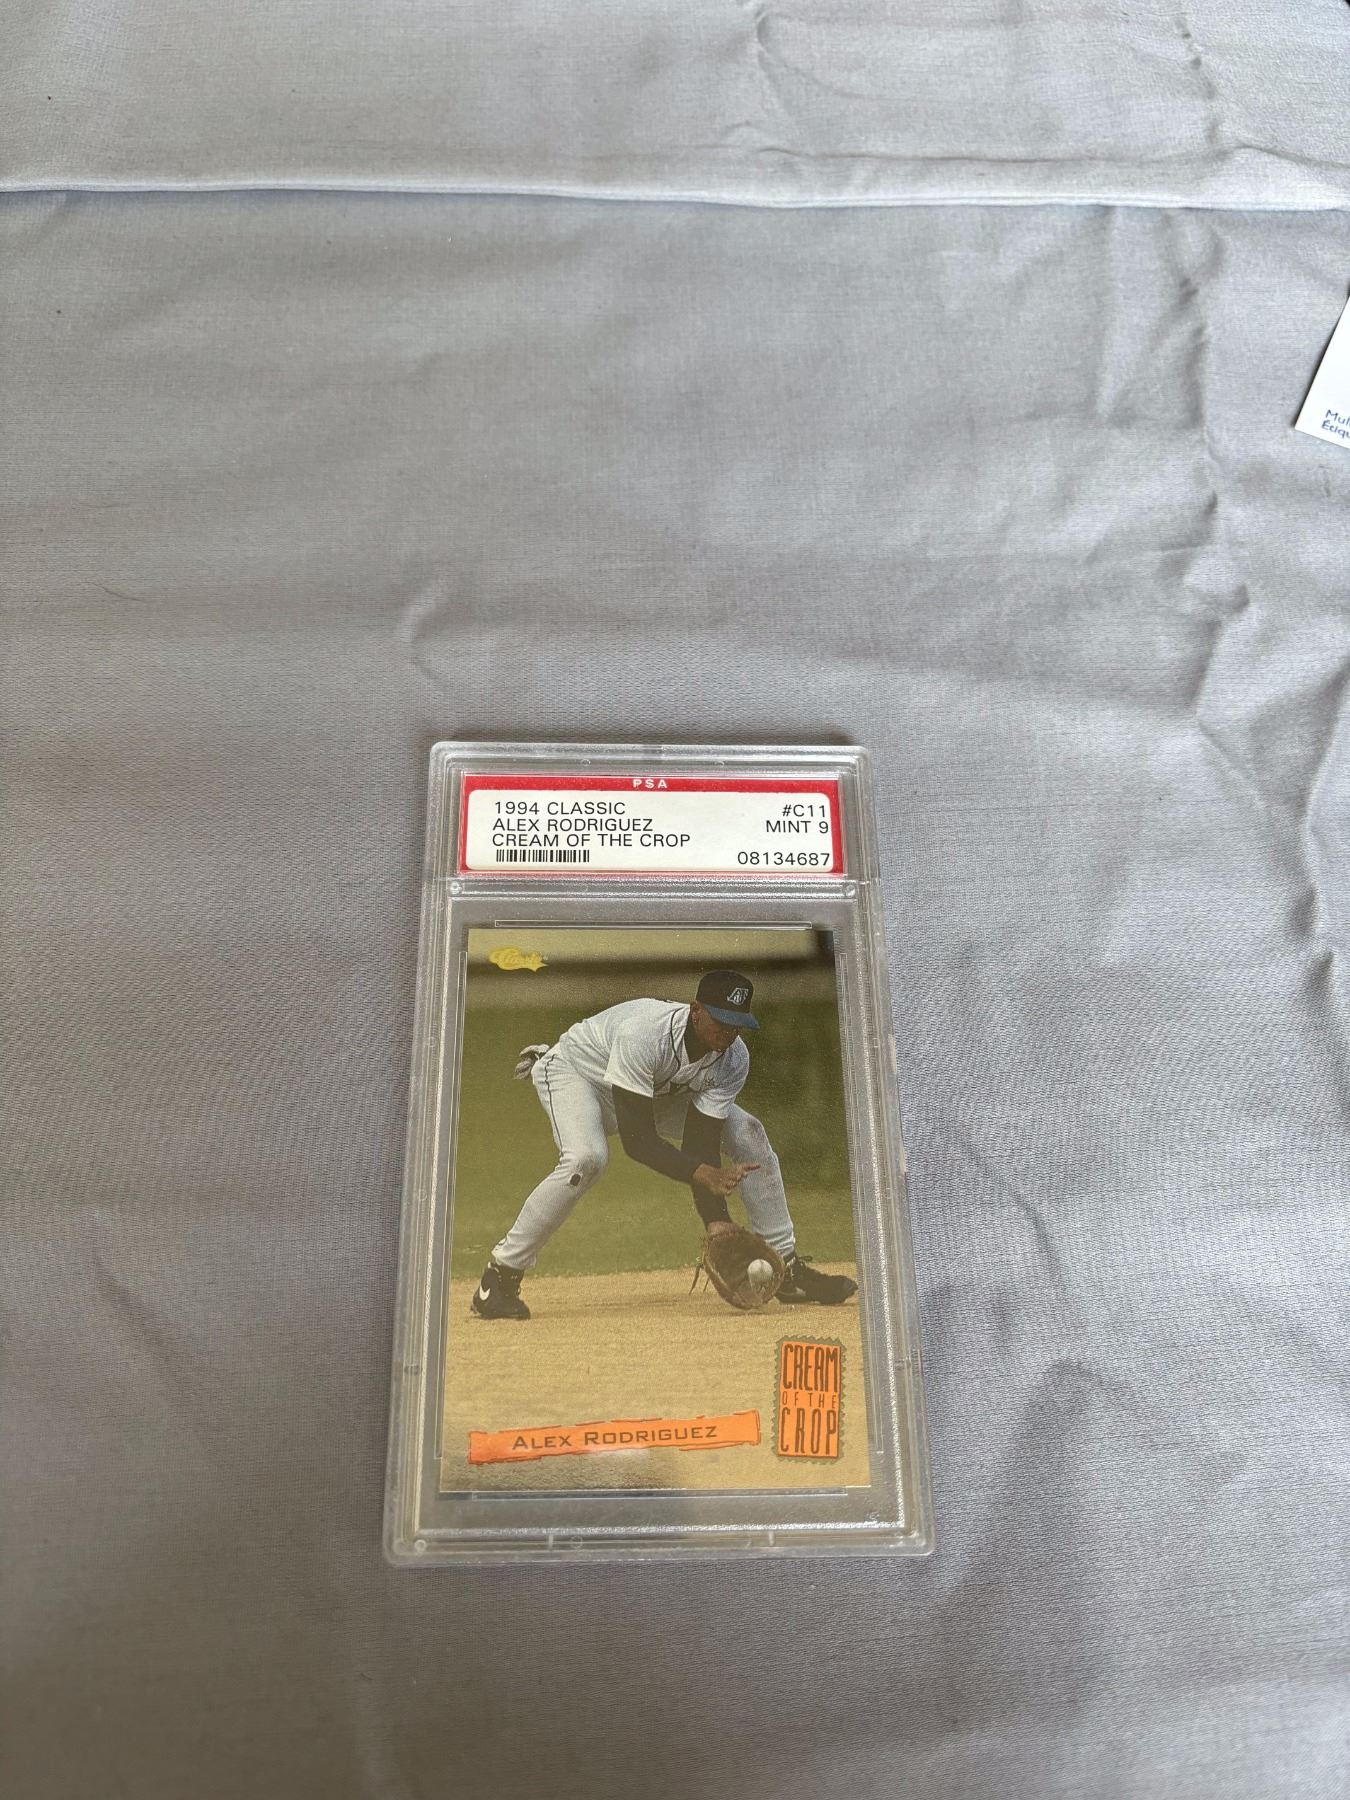 PSA
1994 CLASSIC #C11
ALEX RODRIGUEZ MINT 9
CREAM OF THE CROP
08134687
Classic
CREAM
OF THE
CROP
ALEX RODRIGUEZ